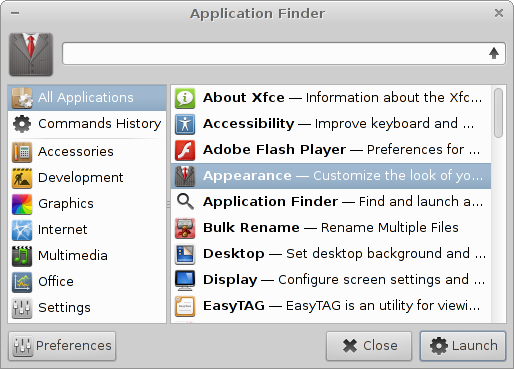 Application Finder
All Applications
Commands History
Accessories
Development
Graphics
Internet
Multimedia
Office
Settings
About Xfce — Information about the Xfc...
Accessibility — Improve keyboard and ...
Adobe Flash Player — Preferences for ...
Appearance — Customize the look of yo...
Application Finder — Find and launch a...
Bulk Rename — Rename Multiple Files
Desktop — Set desktop background and ...
Display — Configure screen settings and ...
EasyTAG — EasyTAG is an utility for viewi...
Preferences
Close
Launch